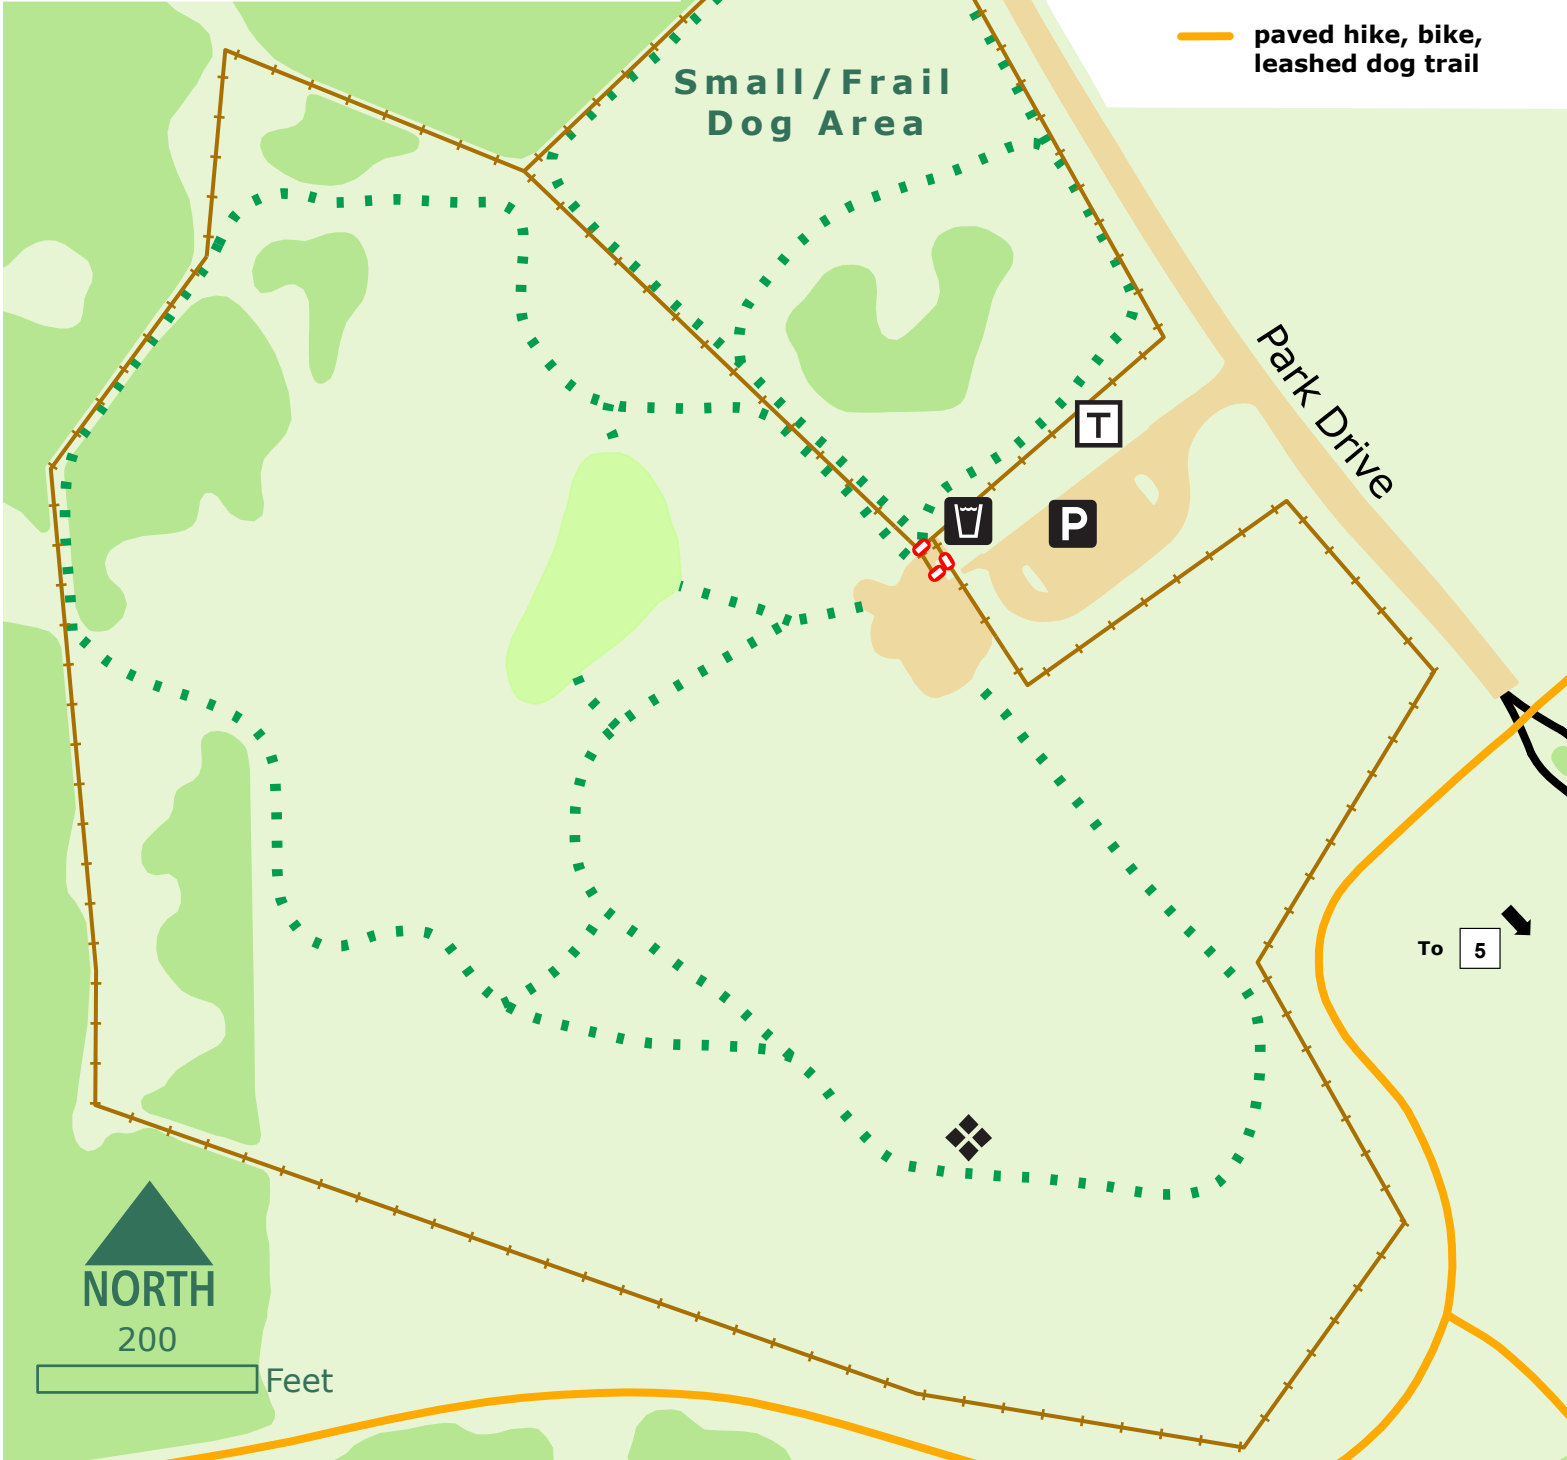 paved hike, bike,
leashed dog trail
Small/Frail
Dog Area
Park Drive
T
P
To 5
NORTH
200
Feet